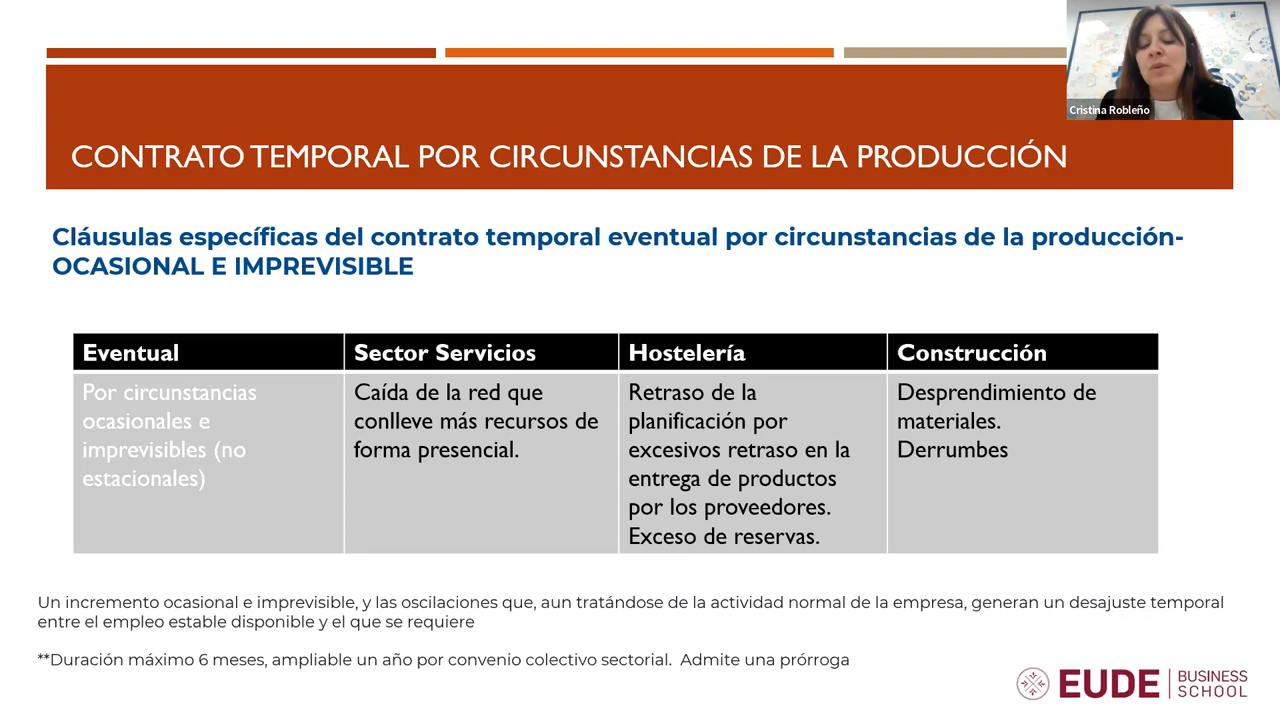 Cristina Robleño
CONTRATO TEMPORAL POR CIRCUNSTANCIAS DE LA PRODUCCIÓN
Cláusulas específicas del contrato temporal eventual por circunstancias de la producción-
OCASIONAL E IMPREVISIBLE
Eventual
Sector Servicios
Hostelería
Construcción
Por circunstancias
ocasionales e
imprevisibles (no
estacionales)
Caída de la red que
conlleve más recursos de
forma presencial.
Retraso de la
planificación por
excesivos retraso en la
entrega de productos
por los proveedores.
Exceso de reservas.
Desprendimiento de
materiales.
Derrumbes
Un incremento ocasional e imprevisible, y las oscilaciones que, aun tratándose de la actividad normal de la empresa, generan un desajuste temporal
entre el empleo estable disponible y el que se requiere
**Duración máximo 6 meses, ampliable un año por convenio colectivo sectorial.  Admite una prórroga
EUDE
BUSINESS
SCHOOL